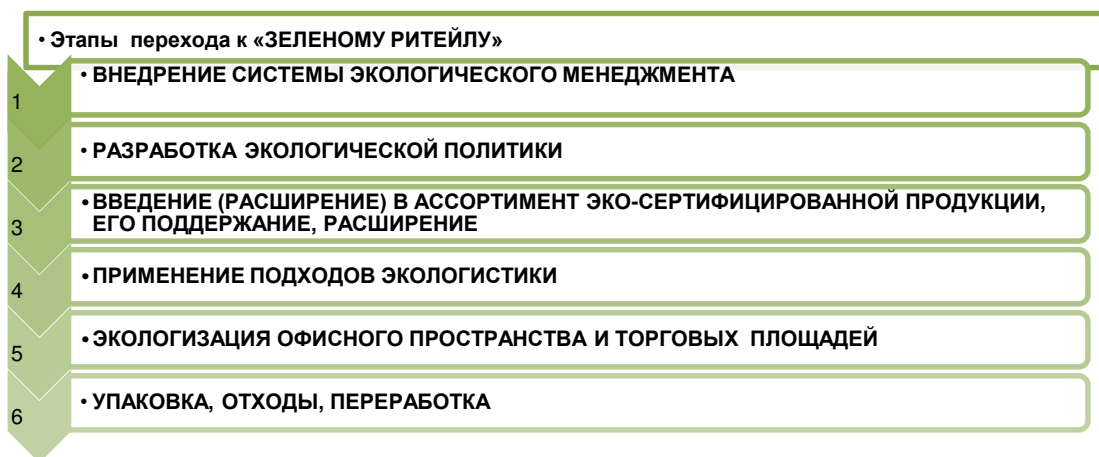 • Этапы перехода к «ЗЕЛЕНОМУ РИТЕЙЛУ»
1
• ВНЕДРЕНИЕ СИСТЕМЫ ЭКОЛОГИЧЕСКОГО МЕНЕДЖМЕНТА
2
• РАЗРАБОТКА ЭКОЛОГИЧЕСКОЙ ПОЛИТИКИ
3
• ВВЕДЕНИЕ (РАСШИРЕНИЕ) В АССОРТИМЕНТ ЭКО-СЕРТИФИЦИРОВАННОЙ ПРОДУКЦИИ,
ЕГО ПОДДЕРЖАНИЕ, РАСШИРЕНИЕ
4
• ПРИМЕНЕНИЕ ПОДХОДОВ ЭКОЛОГИСТИКИ
5
• ЭКОЛОГИЗАЦИЯ ОФИСНОГО ПРОСТРАНСТВА И ТОРГОВЫХ ПЛОЩАДЕЙ
6
• УПАКОВКА, ОТХОДЫ, ПЕРЕРАБОТКА